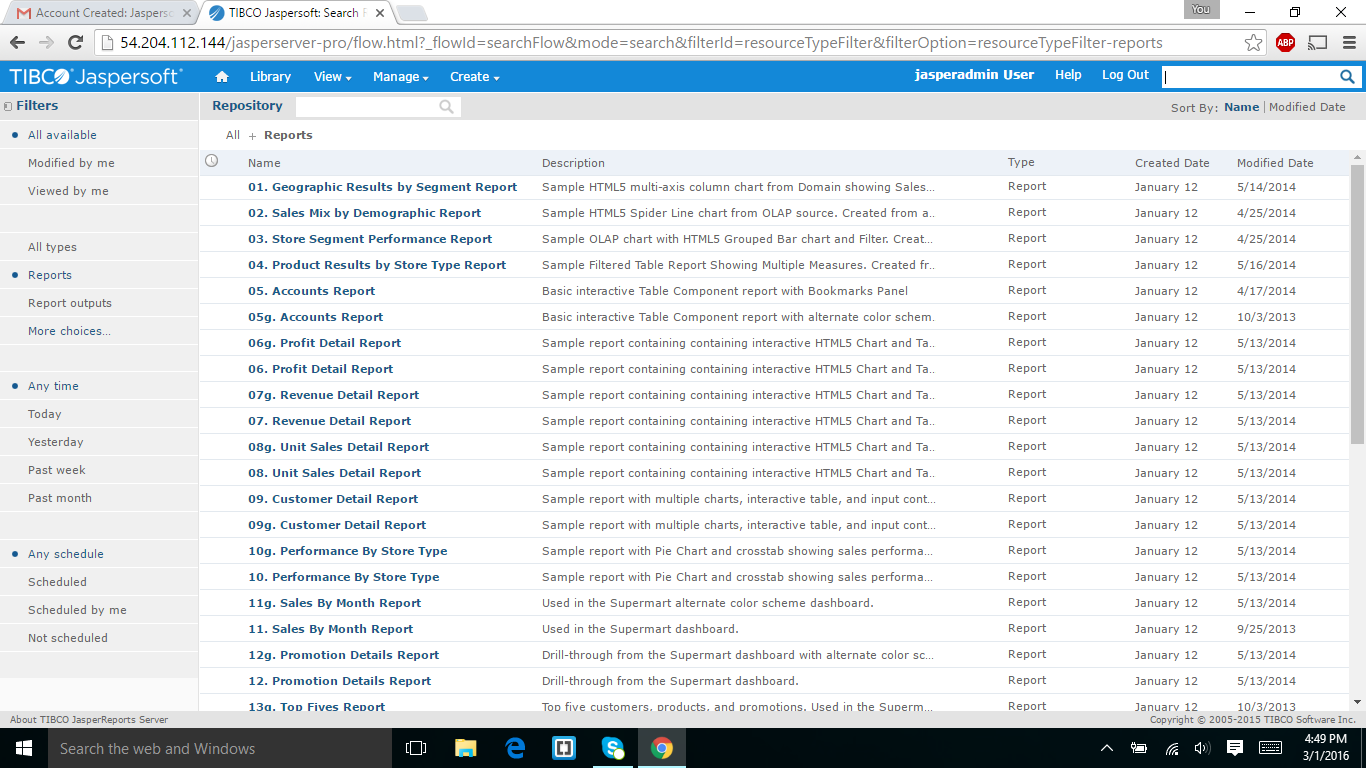 Account Created: Jaspers
TIBCO Jaspersoft: Search F
You
54.204.112.144/jasperserver-pro/flow.html?_flowId=searchFlow&mode=search&filterId=resourceTypeFilter&filterOption=resourceTypeFilter-reports
ABP
TIBCO Jaspersoft®
Library
View
Manage
Create
jasperadmin User
Help
Log Out
Filters
Repository
Sort By: Name | Modified Date
All available
Modified by me
Viewed by me
All types
Reports
Report outputs
More choices...
Any time
Today
Yesterday
Past week
Past month
Any schedule
Scheduled
Scheduled by me
Not scheduled
All + Reports
Name Description Type Created Date Modified Date
01. Geographic Results by Segment Report Sample HTML5 multi-axis column chart from Domain showing Sales... Report January 12 5/14/2014
02. Sales Mix by Demographic Report Sample HTML5 Spider Line chart from OLAP source. Created from a.. Report January 12 4/25/2014
03. Store Segment Performance Report Sample OLAP chart with HTML5 Grouped Bar chart and Filter. Creat... Report January 12 4/25/2014
04. Product Results by Store Type Report Sample Filtered Table Report Showing Multiple Measures. Created fr.. Report January 12 5/16/2014
05. Accounts Report Basic interactive Table Component report with Bookmarks Panel Report January 12 4/17/2014
05g. Accounts Report Basic interactive Table Component report with alternate color schem. Report January 12 10/3/2013
06g. Profit Detail Report Sample report containing containing interactive HTML5 Chart and Ta.. Report January 12 5/13/2014
06. Profit Detail Report Sample report containing containing interactive HTML5 Chart and Ta.. Report January 12 5/13/2014
07g. Revenue Detail Report Sample report containing containing interactive HTML5 Chart and Ta.. Report January 12 5/13/2014
07. Revenue Detail Report Sample report containing containing interactive HTML5 Chart and Ta.. Report January 12 5/13/2014
08g. Unit Sales Detail Report Sample report containing containing interactive HTML5 Chart and Ta.. Report January 12 5/13/2014
08. Unit Sales Detail Report Sample report containing containing interactive HTML5 Chart and Ta.. Report January 12 5/13/2014
09. Customer Detail Report Sample report with multiple charts, interactive table, and input cont... Report January 12 5/13/2014
09g. Customer Detail Report Sample report with multiple charts, interactive table, and input cont... Report January 12 5/13/2014
10g. Performance By Store Type Sample report with Pie Chart and crosstab showing sales performa... Report January 12 5/13/2014
10. Performance By Store Type Sample report with Pie Chart and crosstab showing sales performa... Report January 12 5/13/2014
11g. Sales By Month Report Used in the Supermart alternate color scheme dashboard. Report January 12 5/13/2014
11. Sales By Month Report Used in the Supermart dashboard. Report January 12 9/25/2013
12g. Promotion Details Report Drill-through from the Supermart dashboard with alternate color sc... Report January 12 5/13/2014
12. Promotion Details Report Drill-through from the Supermart dashboard. Report January 12 5/13/2014
13g. Top Fives Report Top five customers, products, and promotions. Used in the Superm... Report January 12 10/3/2013
About TIBCO JasperReports Server
Copyright © 2005-2015 TIBCO Software Inc.
Search the web and Windows
4:49 PM
3/1/2016